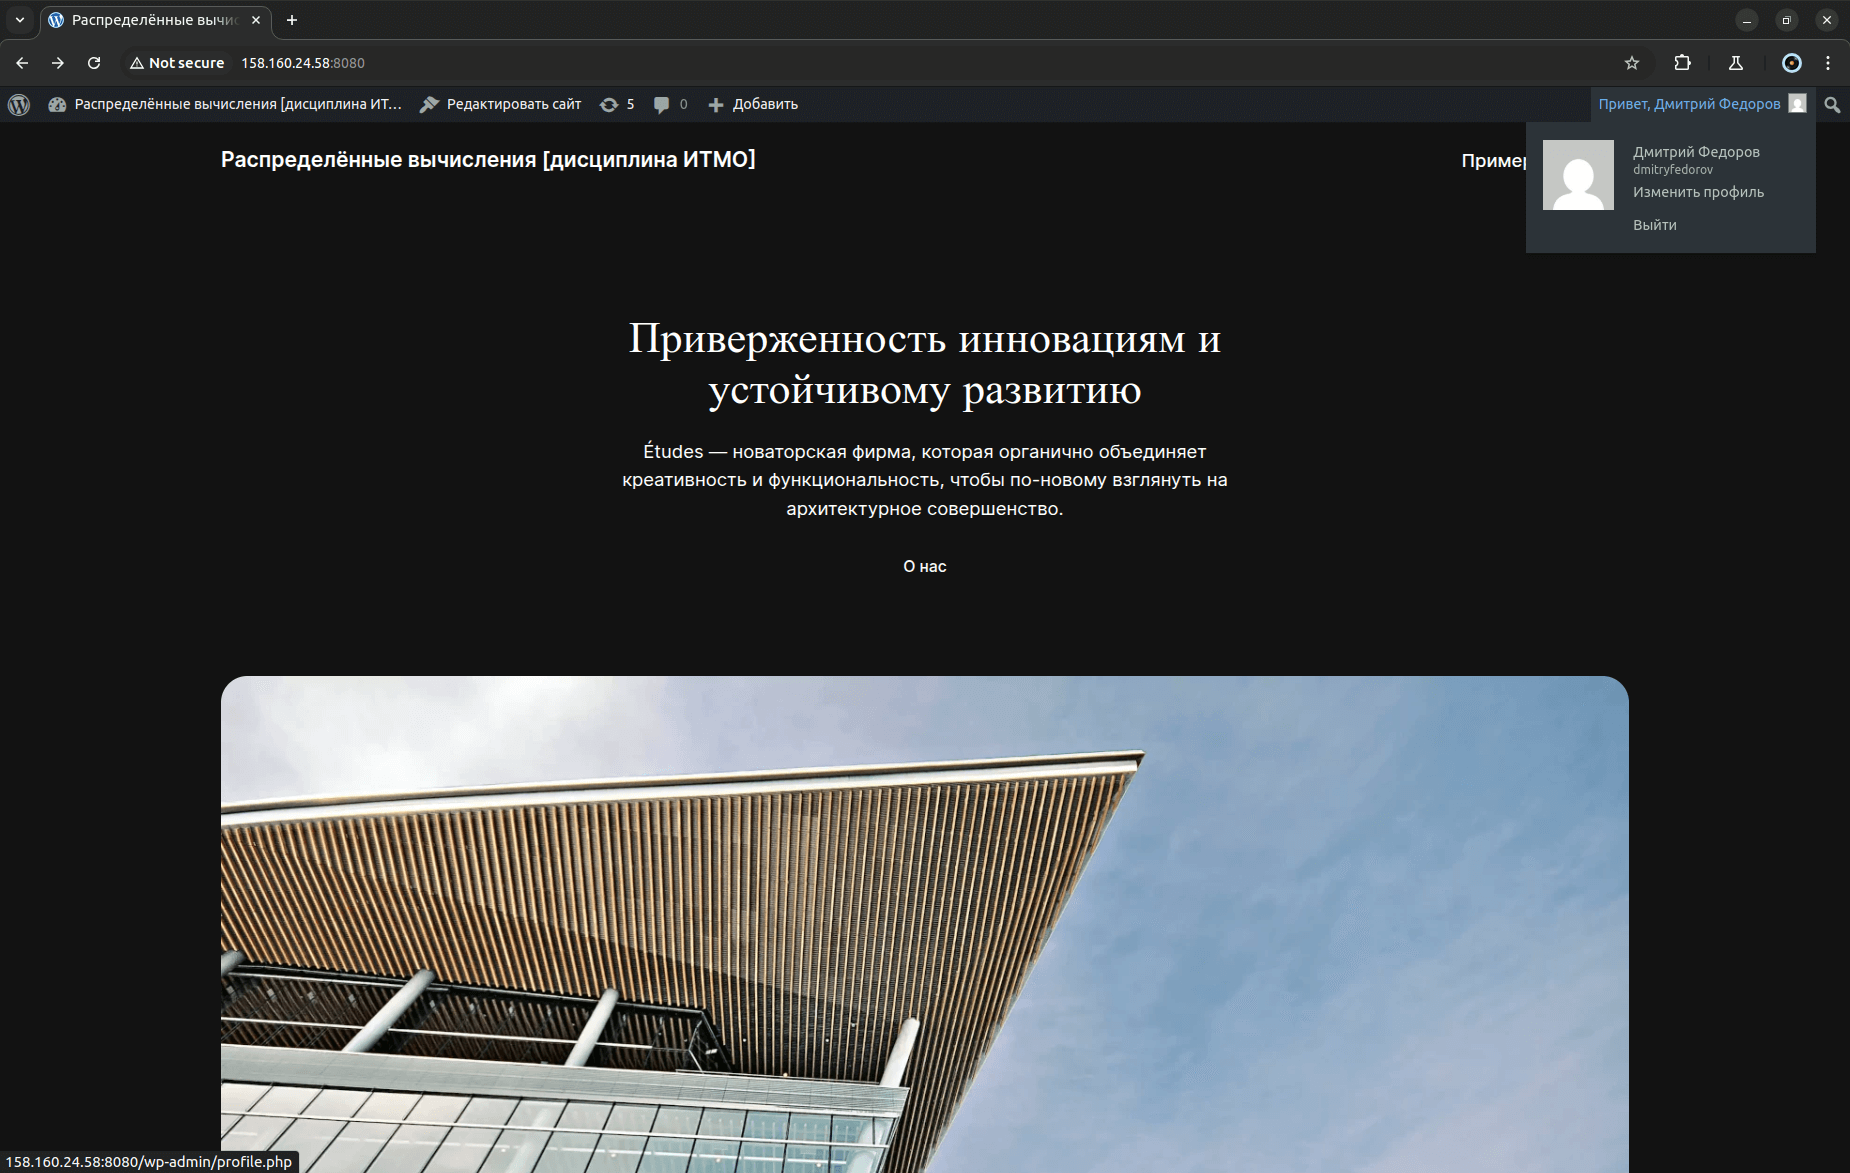 Распределённые вычис
Not secure 158.160.24.58:8080
Распределённые вычисления [дисциплина ИТ… Редактировать сайт 5 0 Добавить Привет, Дмитрий Федоров
Распределённые вычисления [дисциплина ИТМО] Пример
Дмитрий Федоров
dmitryfedorov
Изменить профиль
Выйти
Приверженность инновациям и
устойчивому развитию
Études — новаторская фирма, которая органично объединяет
креативность и функциональность, чтобы по-новому взглянуть на
архитектурное совершенство.
О нас
158.160.24.58:8080/wp-admin/profile.php